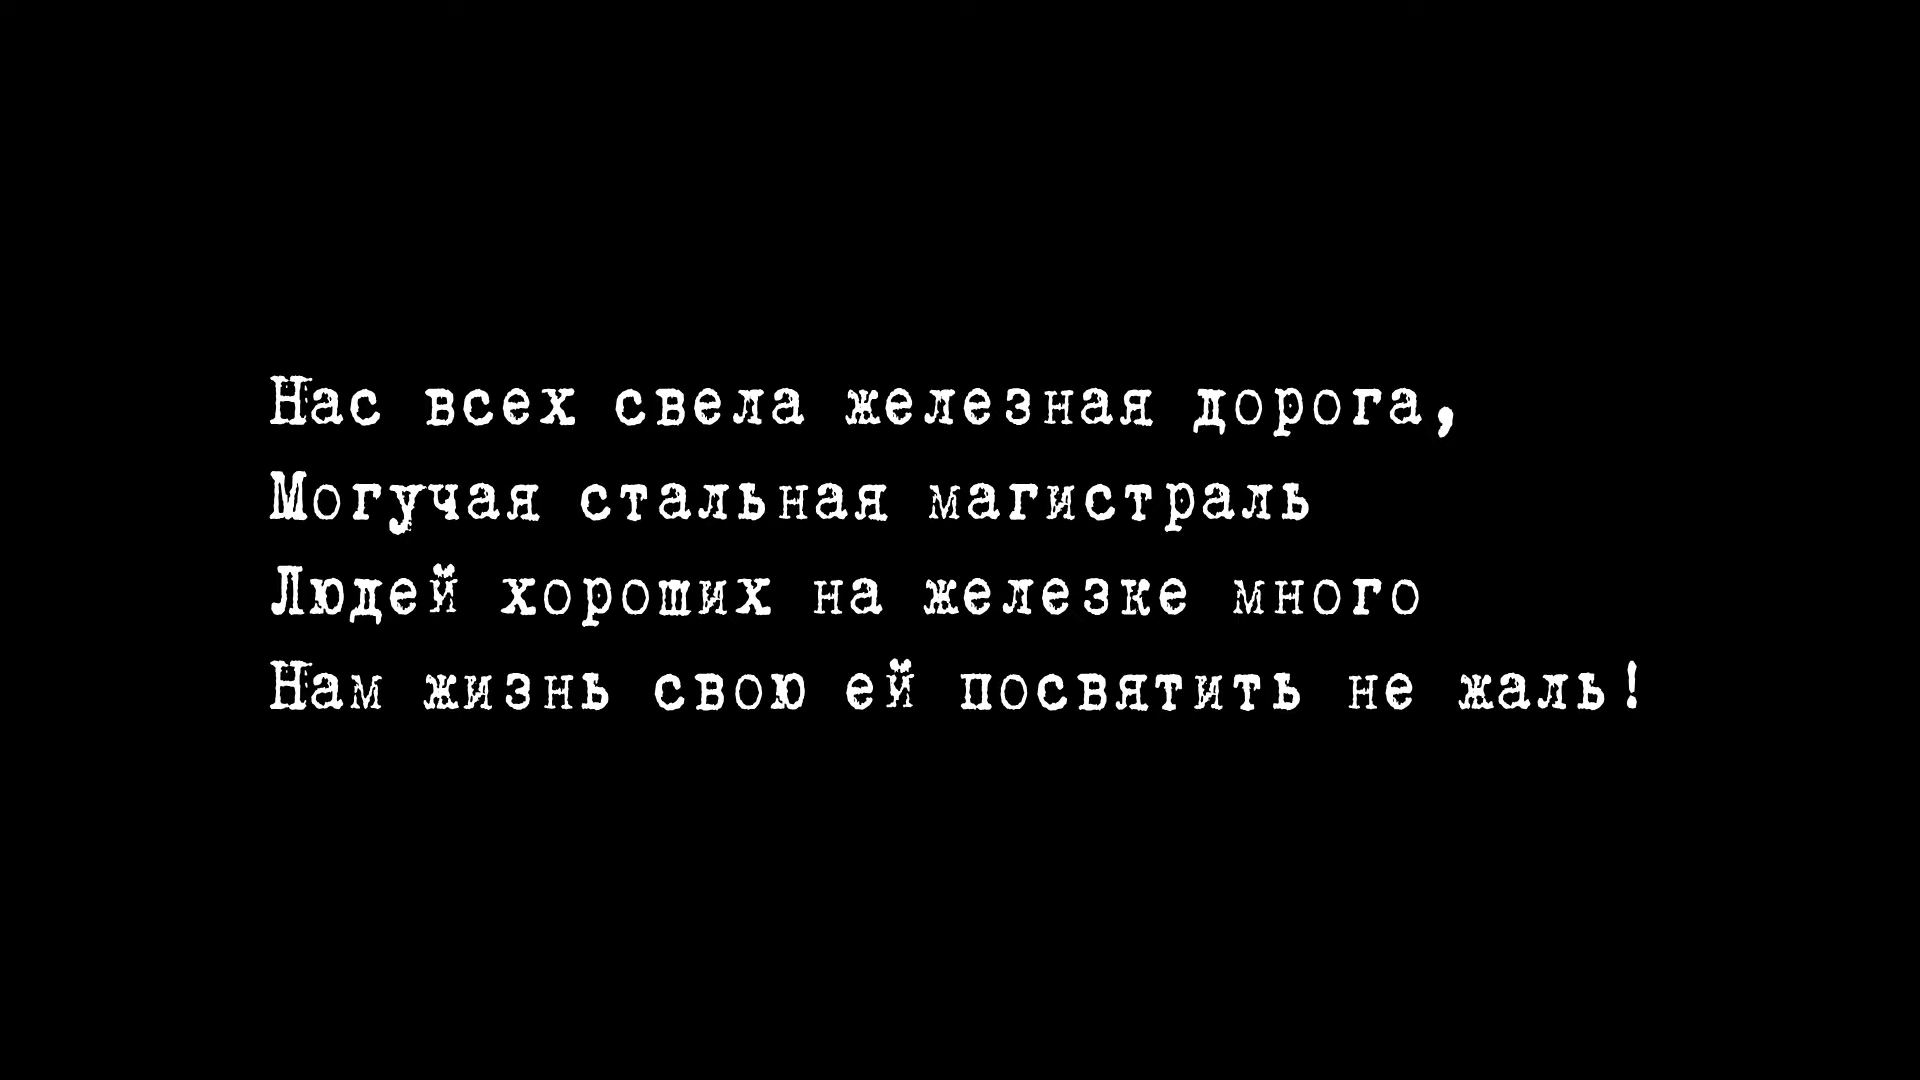 Нас всех свела железная дорога,
Могучая стальная магистраль
Людей хороших на железке много
Нам жизнь свою ей посвятить не жаль!